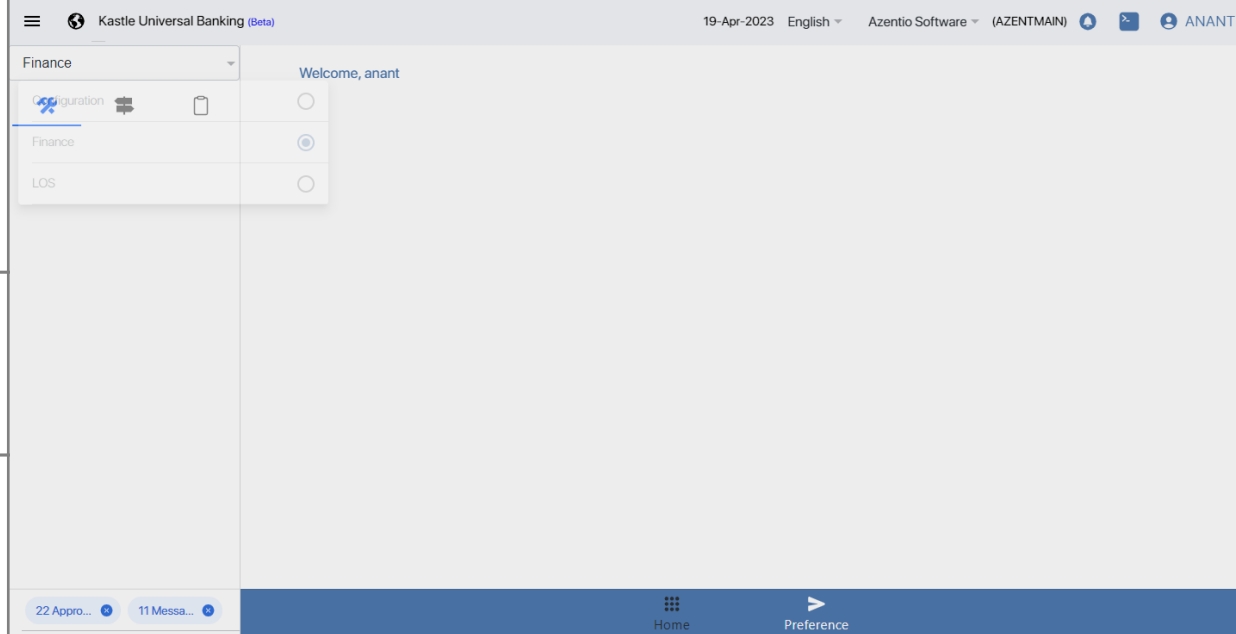 Kastle Universal Banking (Beta)
19-Apr-2023 English Azentio Software (AZENTMAIN) ANANT
Finance
Welcome, anant
Configuration
Finance
LOS
22 Appro... 11 Messa...
Home Preference